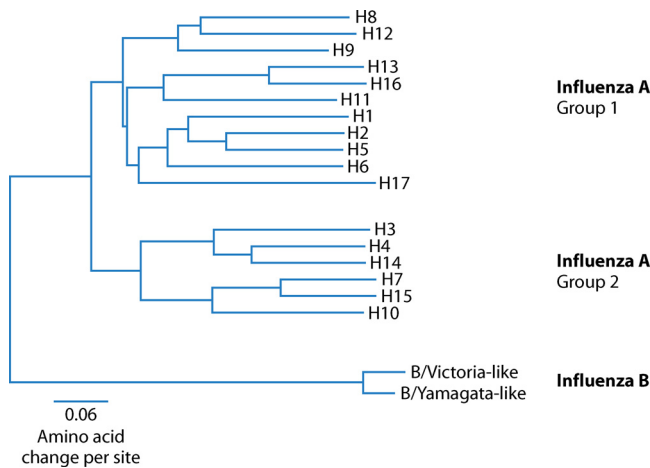 H8
H12
H9
H13
H16
H11
H1
H2
H5
H6
H17
Influenza A
Group 1
H3
H4
H14
H7
H15
H10
Influenza A
Group 2
B/Victoria-like
B/Yamagata-like
Influenza B
0.06
Amino acid
change per site